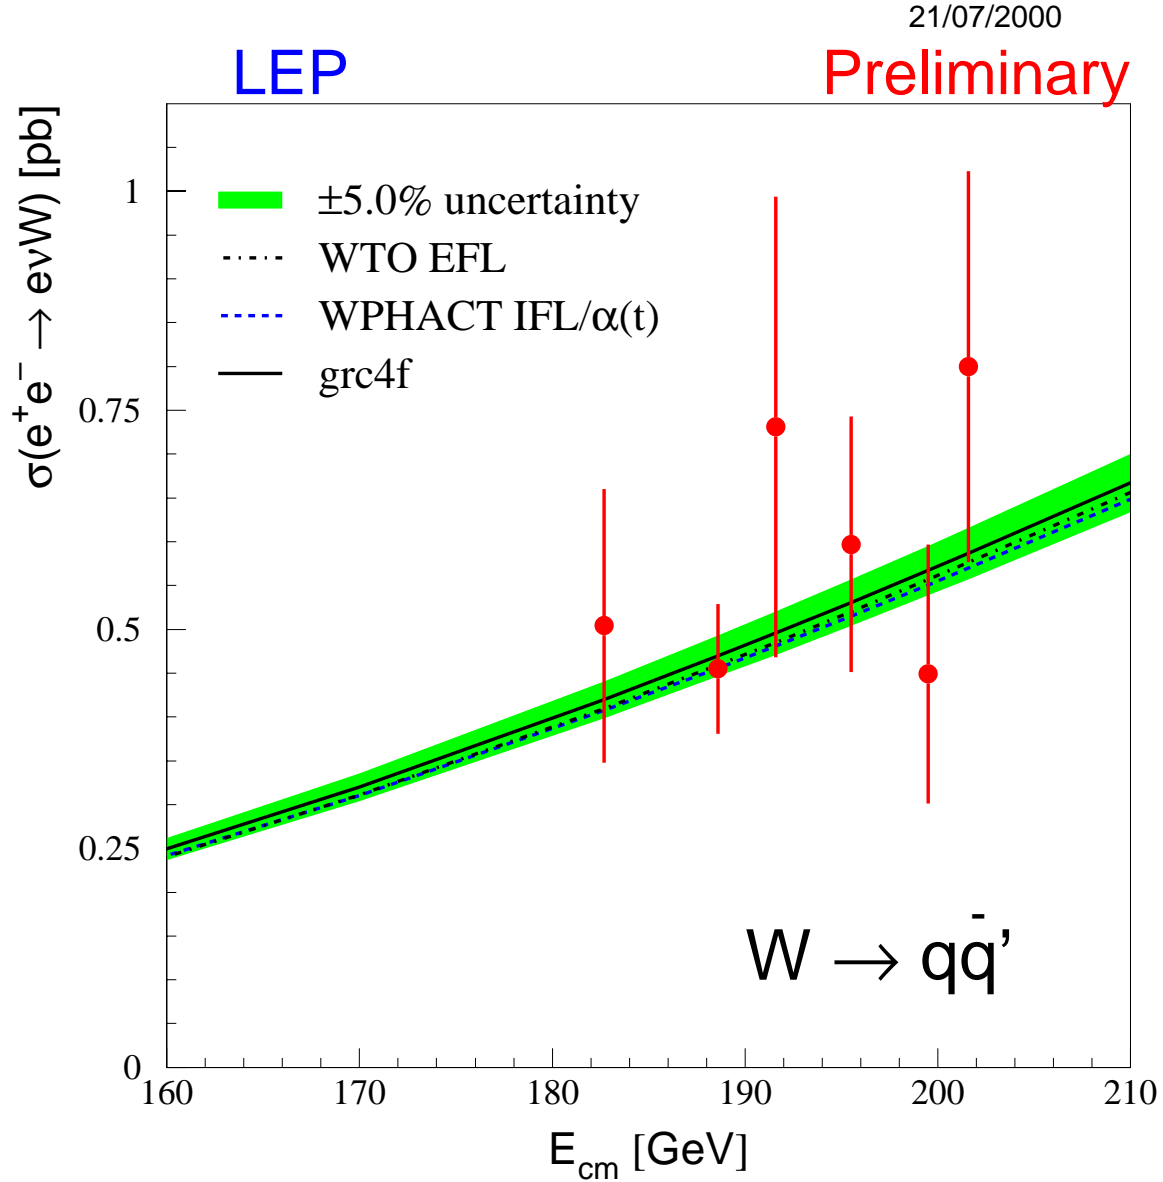 21/07/2000
LEP Preliminary
σ(e⁺e⁻ → eνW) [pb]
±5.0% uncertainty
WTO EFL
WPHACT IFL/α(t)
grc4f
1
0.75
0.5
0.25
0
W → qq̄’
160 170 180 190 200 210
E_cm [GeV]